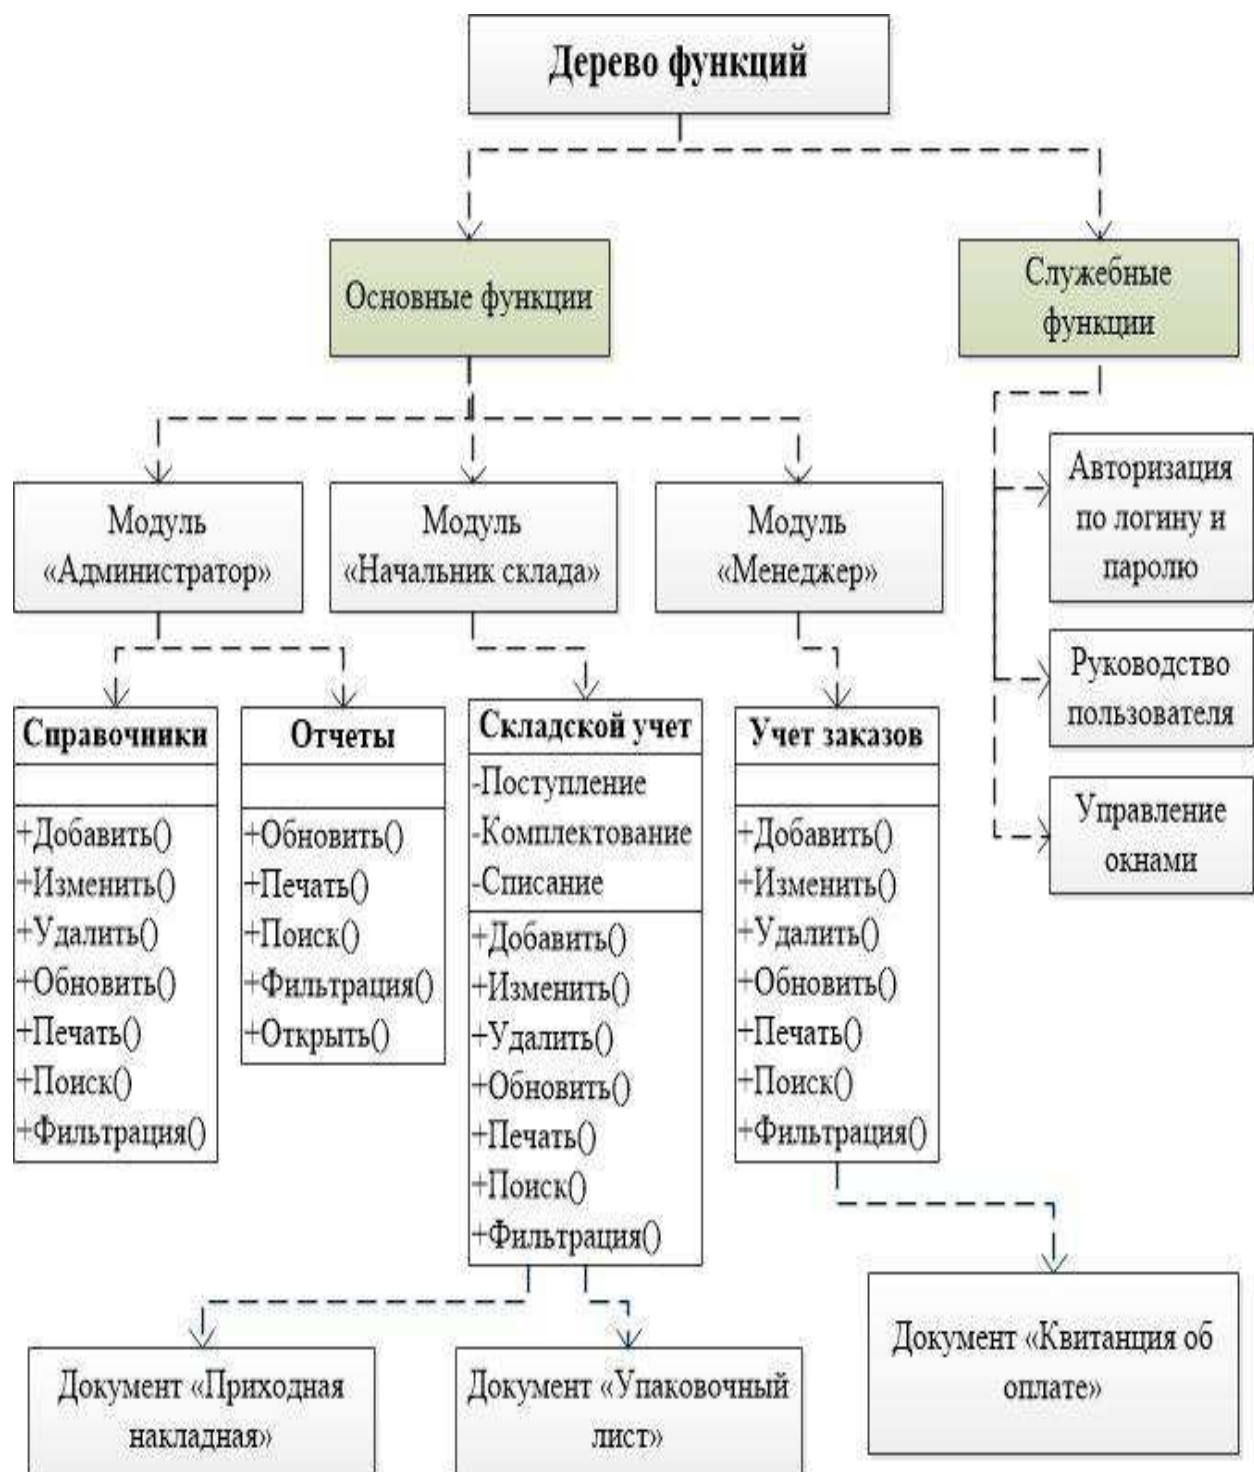 Дерево функций
Основные функции
Служебные
функции
Модуль
«Администратор»
Модуль
«Начальник склада»
Модуль
«Менеджер»
Авторизация
по логину и
паролю
Руководство
пользователя
Управление
окнами
Справочники
+Добавить()
+Изменить()
+Удалить()
+Обновить()
+Печать()
+Поиск()
+Фильтрация()
Отчеты
+Обновить()
+Печать()
+Поиск()
+Фильтрация()
+Открыть()
Складской учет
-Поступление
-Комплектование
-Списание
+Добавить()
+Изменить()
+Удалить()
+Обновить()
+Печать()
+Поиск()
+Фильтрация()
Учет заказов
+Добавить()
+Изменить()
+Удалить()
+Обновить()
+Печать()
+Поиск()
+Фильтрация()
Документ «Приходная
накладная»
Документ «Упаковочный
лист»
Документ «Квитанция об
оплате»